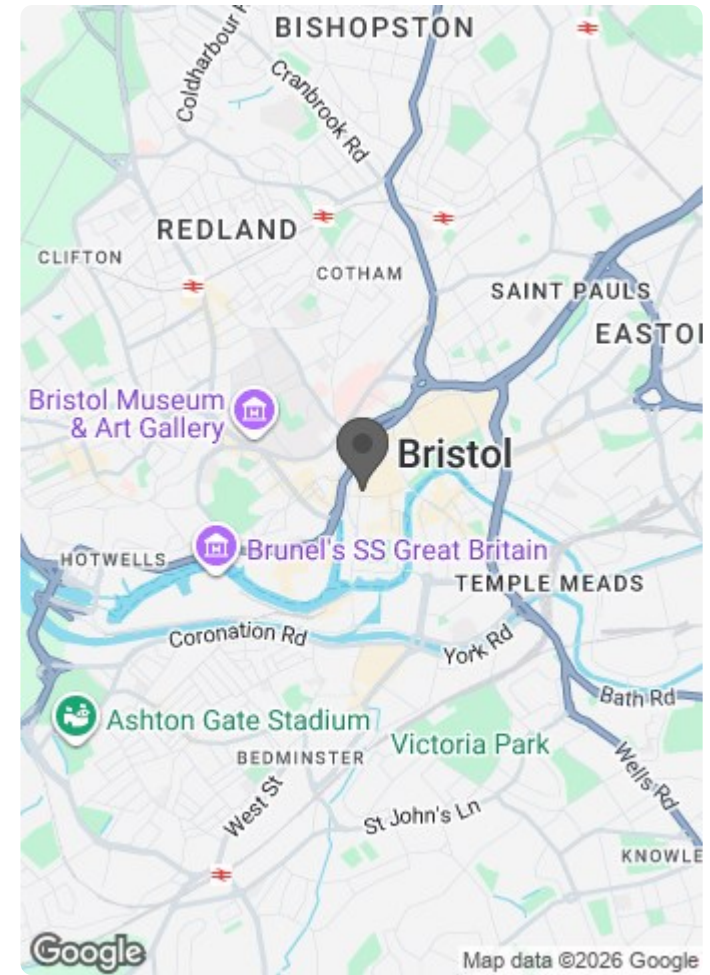 BISHOPSTON
Coldharbour
Cranbrook Rd
REDLAND
CLIFTON
COTHAM
SAINT PAULS
EASTO
Bristol Museum
& Art Gallery
Bristol
HOTWELLS
Brunel's SS Great Britain
TEMPLE MEADS
Coronation Rd
York Rd
Bath Rd
Ashton Gate Stadium
Victoria Park
BEDMINSTER
Wells Rd
West St
St John's Ln
KNOWLE
Google
Map data ©2026 Google